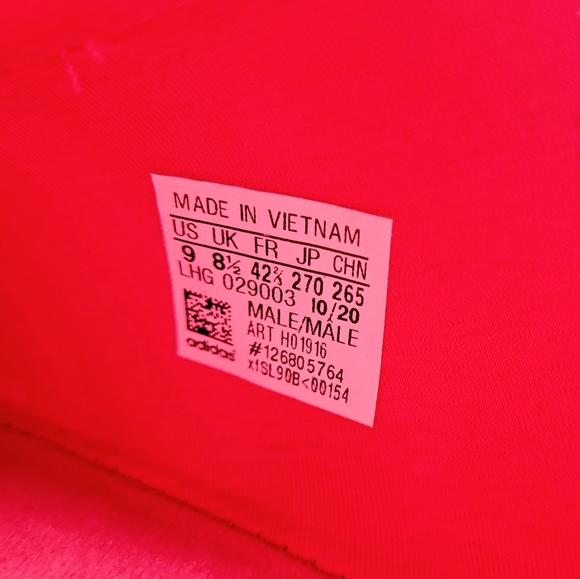 MADE IN VIETNAM
US UK FR JP CHN
9 8½ 42⅔ 270 265
LHG 029003 10/20
MALE/MÂLE
ART H01916
#126805764
x1SL90B<00154
adidas